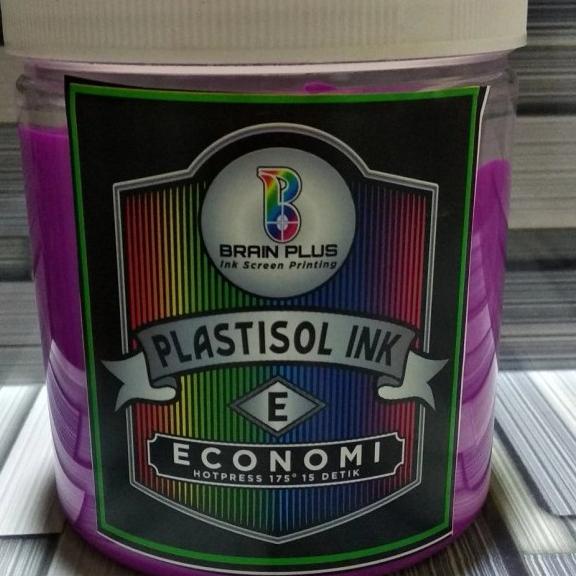 BRAIN PLUS
Ink Screen Printing
PLASTISOL INK
E
ECONOMI
HOTPRESS 175° 15 DETIK